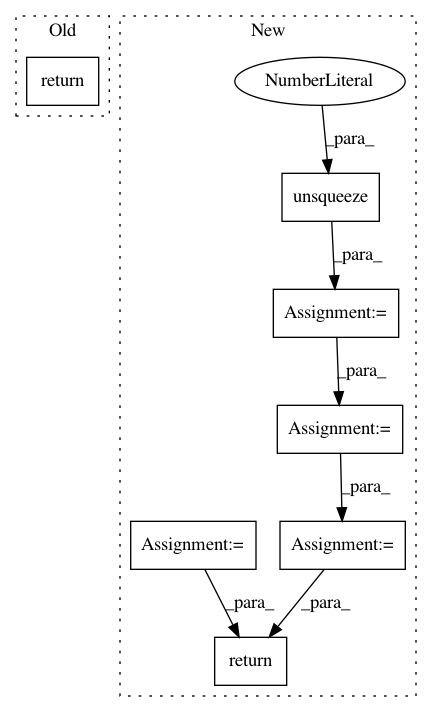 Old
New
return
NumberLiteral
_para_
unsqueeze
_para_
Assignment:=
_para_
Assignment:=
_para_
Assignment:=
Assignment:=
_para_
_para_
return